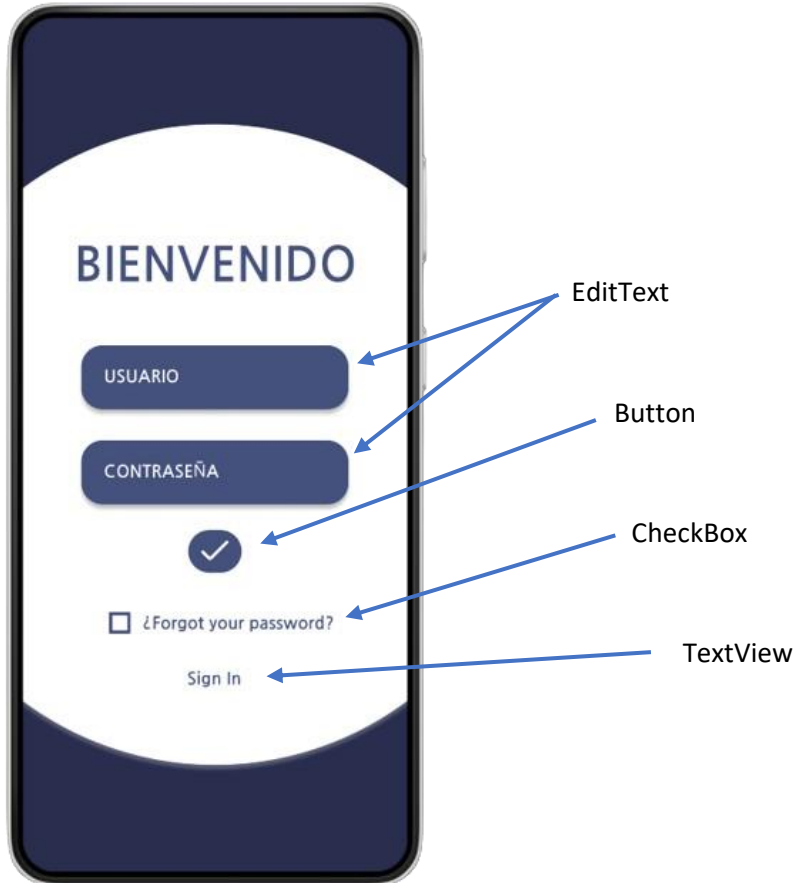 BIENVENIDO
EditText
USUARIO
Button
CONTRASEÑA
CheckBox
¿Forgot your password?
TextView
Sign In